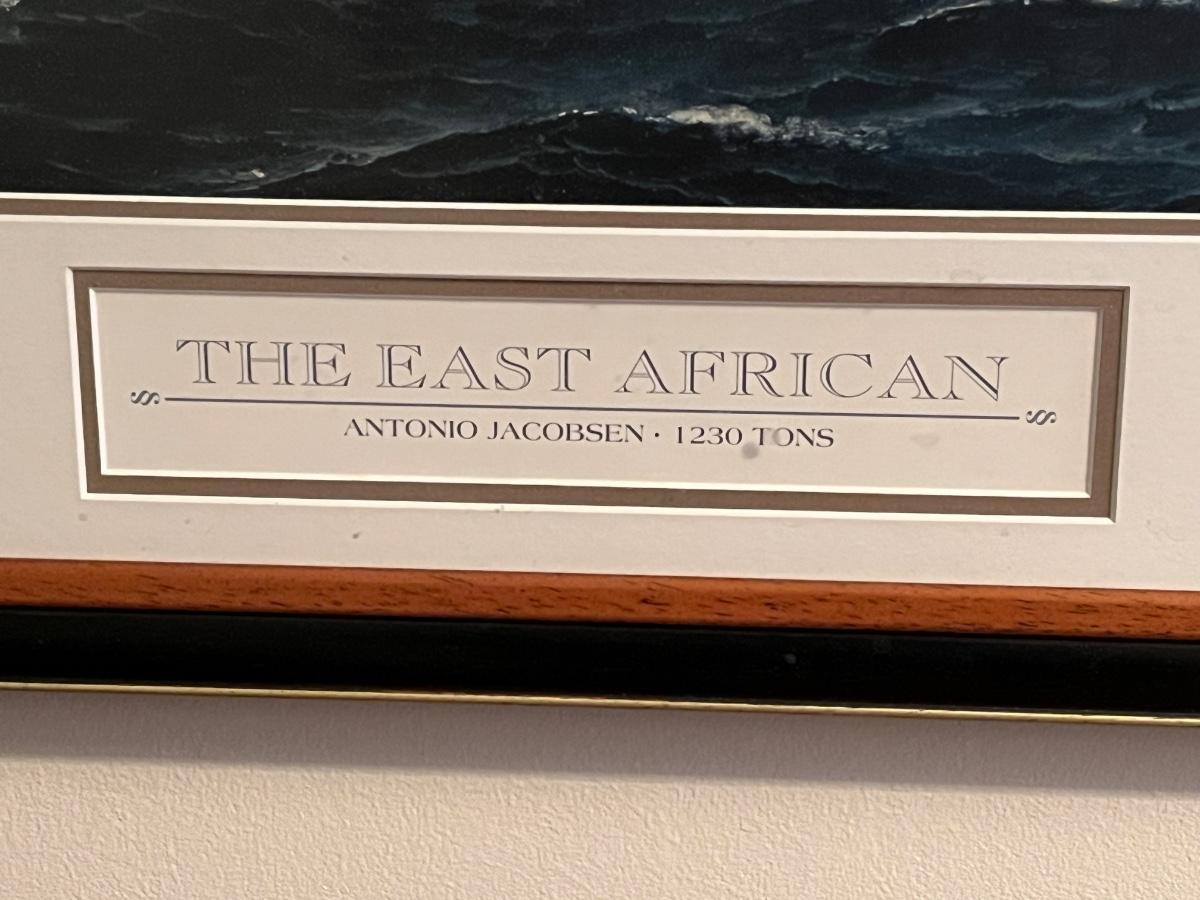 THE EAST AFRICAN
ANTONIO JACOBSEN · 1230 TONS